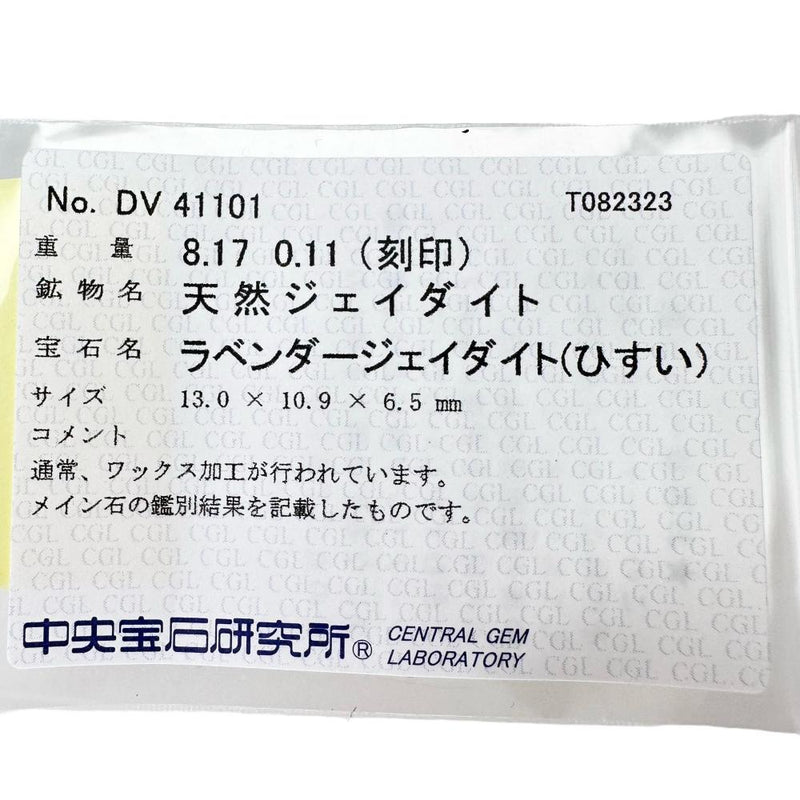 No. DV 41101 T082323
重量 8.17 0.11 (刻印)
鉱物名 天然ジェイダイト
宝石名 ラベンダージェイダイト(ひすい)
サイズ 13.0 × 10.9 × 6.5 mm
コメント
通常、ワックス加工が行われています。
メイン石の鑑別結果を記載したものです。
中央宝石研究所® CENTRAL GEM
LABORATORY